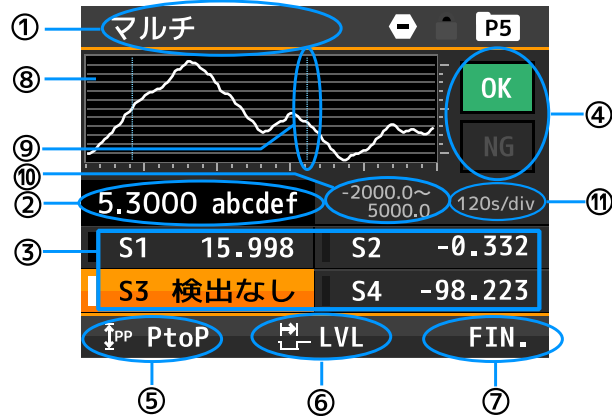 ① マルチ P5
⑧ OK ④
NG
⑨
⑩
② 5.3000 abcdef -2000.0～ 5000.0 120s/div ⑪
③ S1 15.998 S2 -0.332
S3 検出なし S4 -98.223
PP PtoP LVL FIN.
⑤ ⑥ ⑦